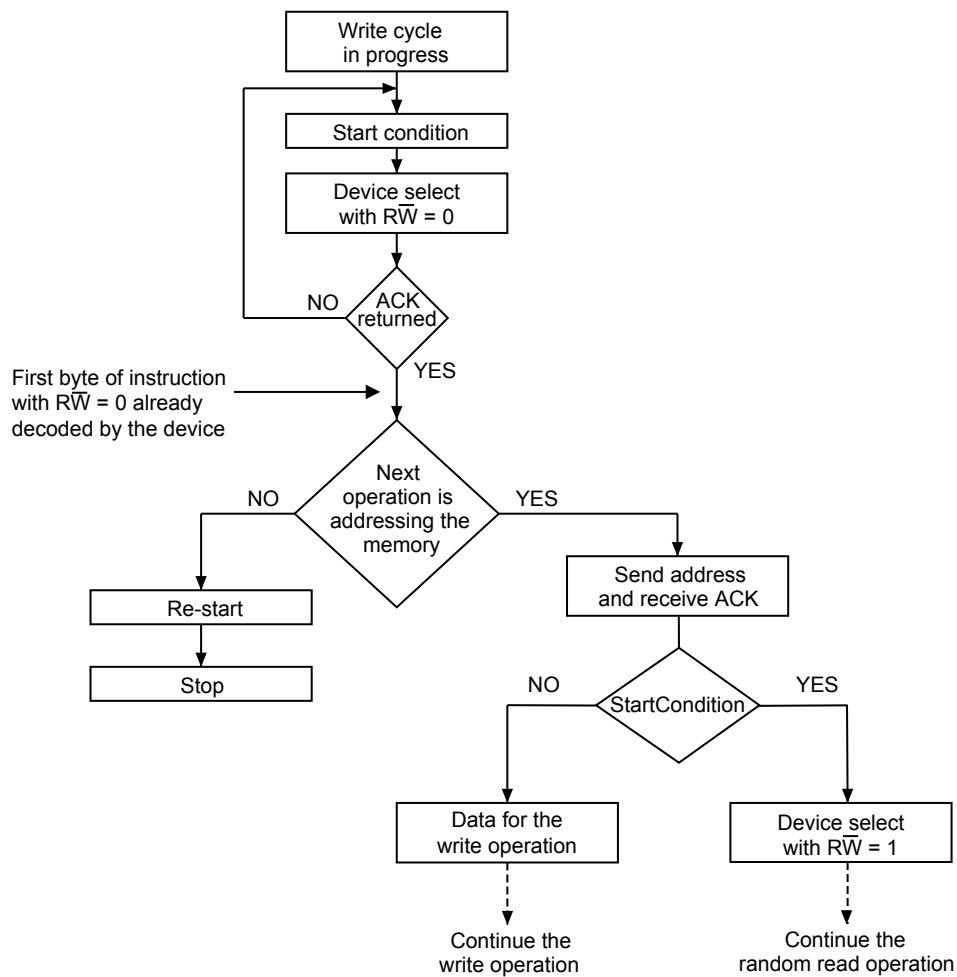 Write cycle
in progress
Start condition
Device select
with RW̅ = 0
NO
ACK
returned
YES
First byte of instruction
with RW̅ = 0 already
decoded by the device
Next
operation is
addressing the
memory
NO
YES
Re-start
Stop
Send address
and receive ACK
NO
StartCondition
YES
Data for the
write operation
Device select
with RW̅ = 1
Continue the
write operation
Continue the
random read operation